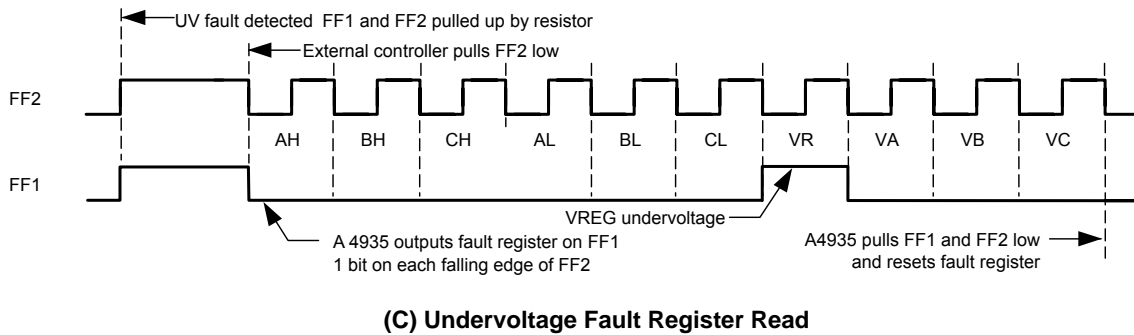 UV fault detected FF1 and FF2 pulled up by resistor
External controller pulls FF2 low
FF2
AH BH CH AL BL CL VR VA VB VC
FF1
VREG undervoltage
A 4935 outputs fault register on FF1
1 bit on each falling edge of FF2
A4935 pulls FF1 and FF2 low
and resets fault register
(C) Undervoltage Fault Register Read